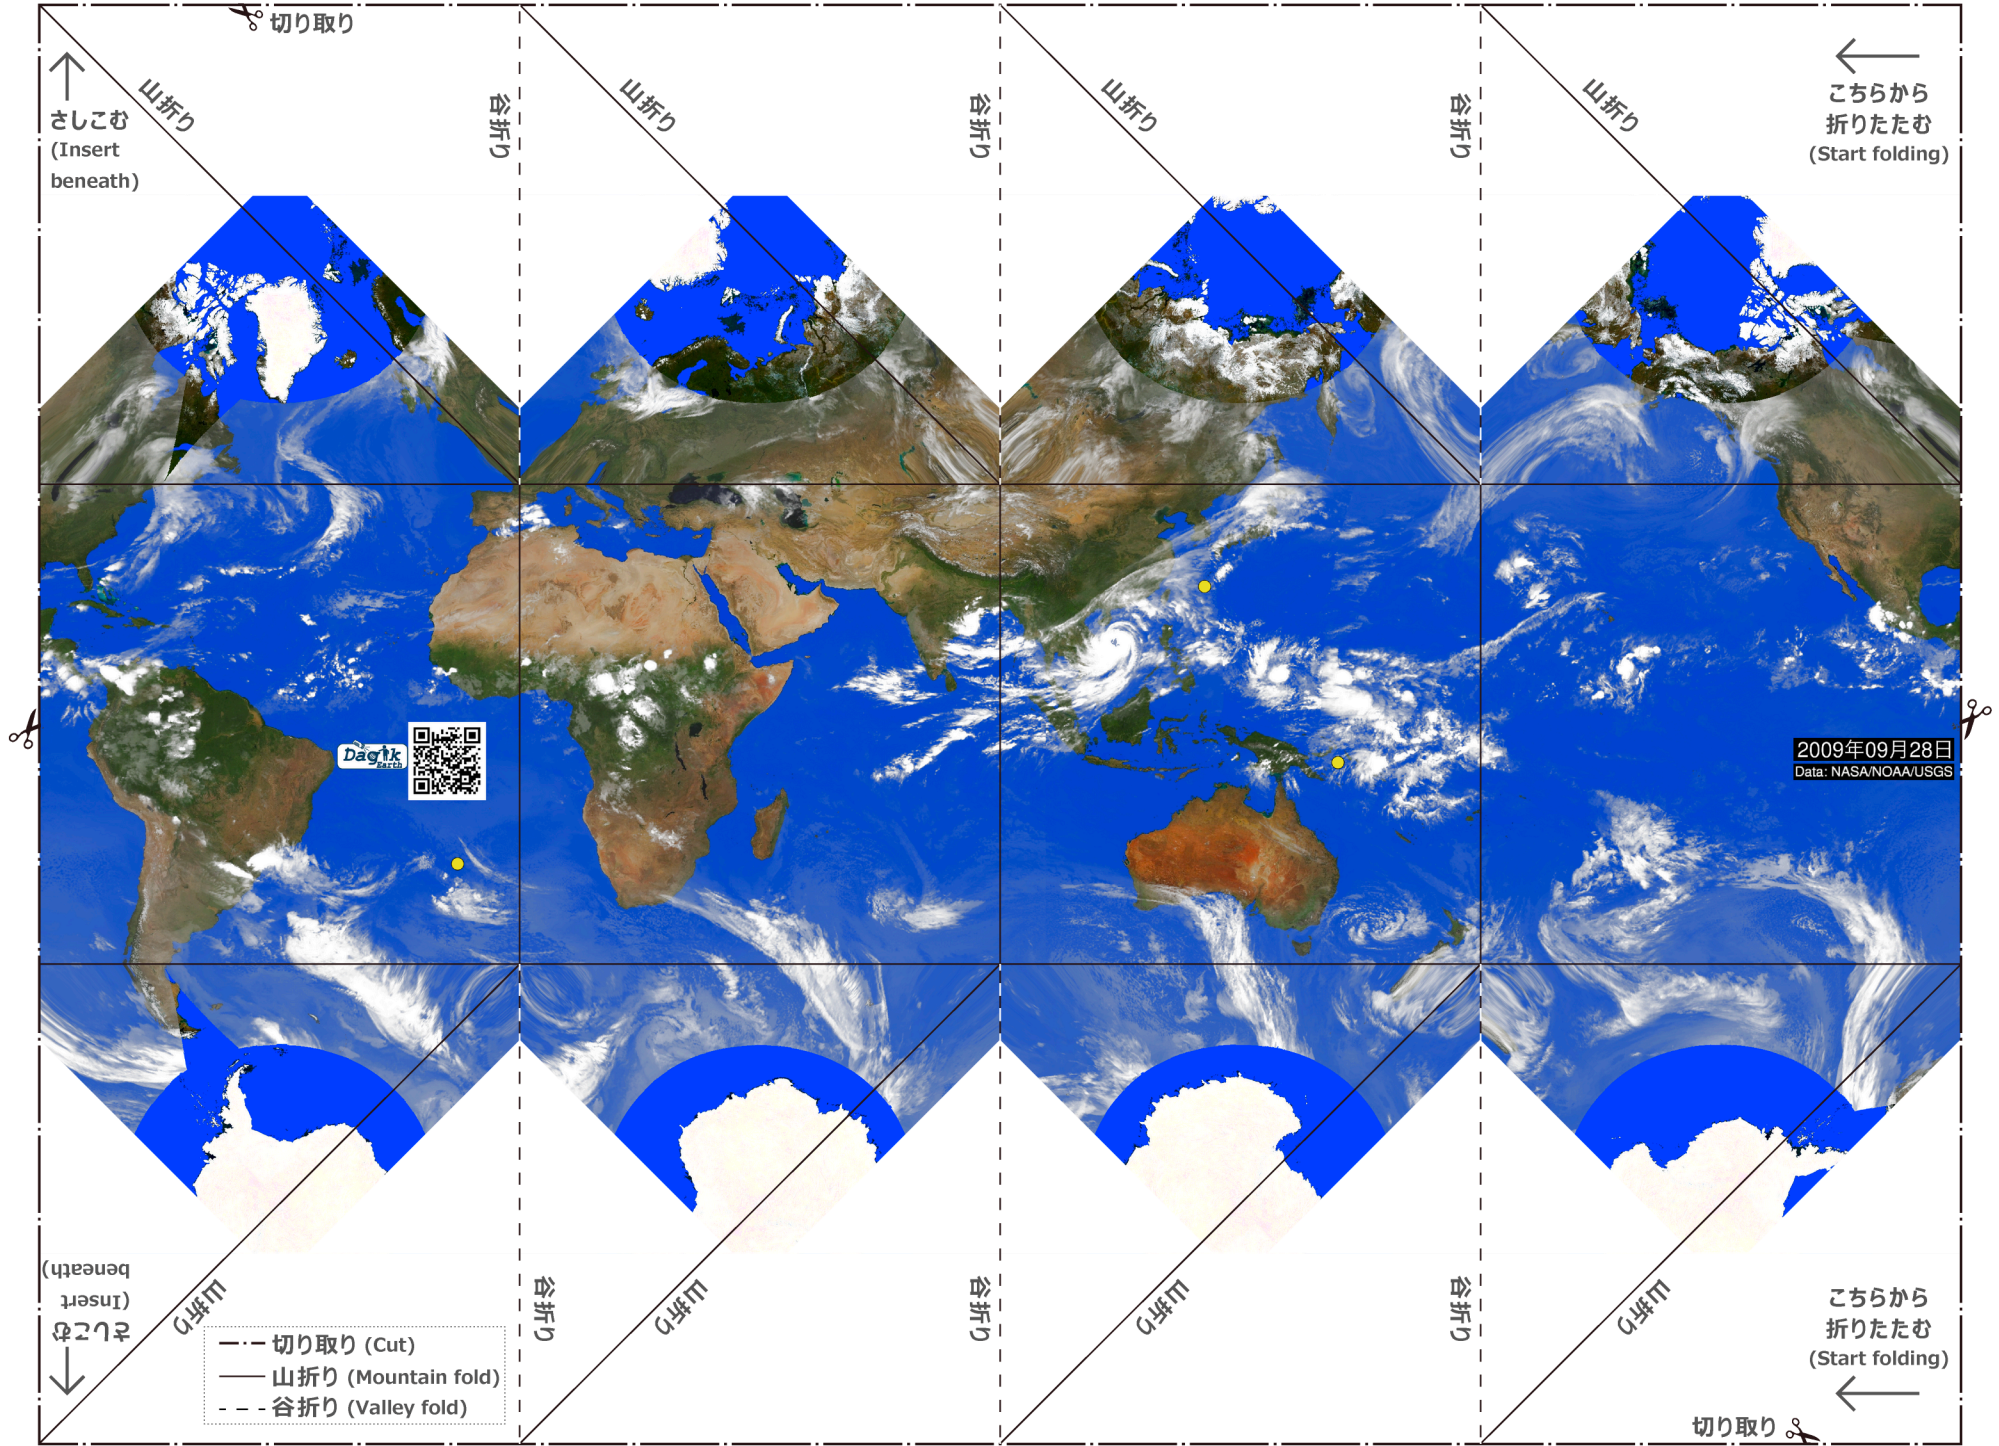 切り取り
さしこむ
(Insert
beneath)
山折り
谷折り
山折り
谷折り
山折り
谷折り
山折り
こちらから
折りたたむ
(Start folding)
Dagik
Earth
2009年09月28日
Data: NASA/NOAA/USGS
さしこむ
(Insert
beneath)
山折り
谷折り
山折り
谷折り
山折り
谷折り
山折り
こちらから
折りたたむ
(Start folding)
切り取り (Cut)
山折り (Mountain fold)
谷折り (Valley fold)
切り取り